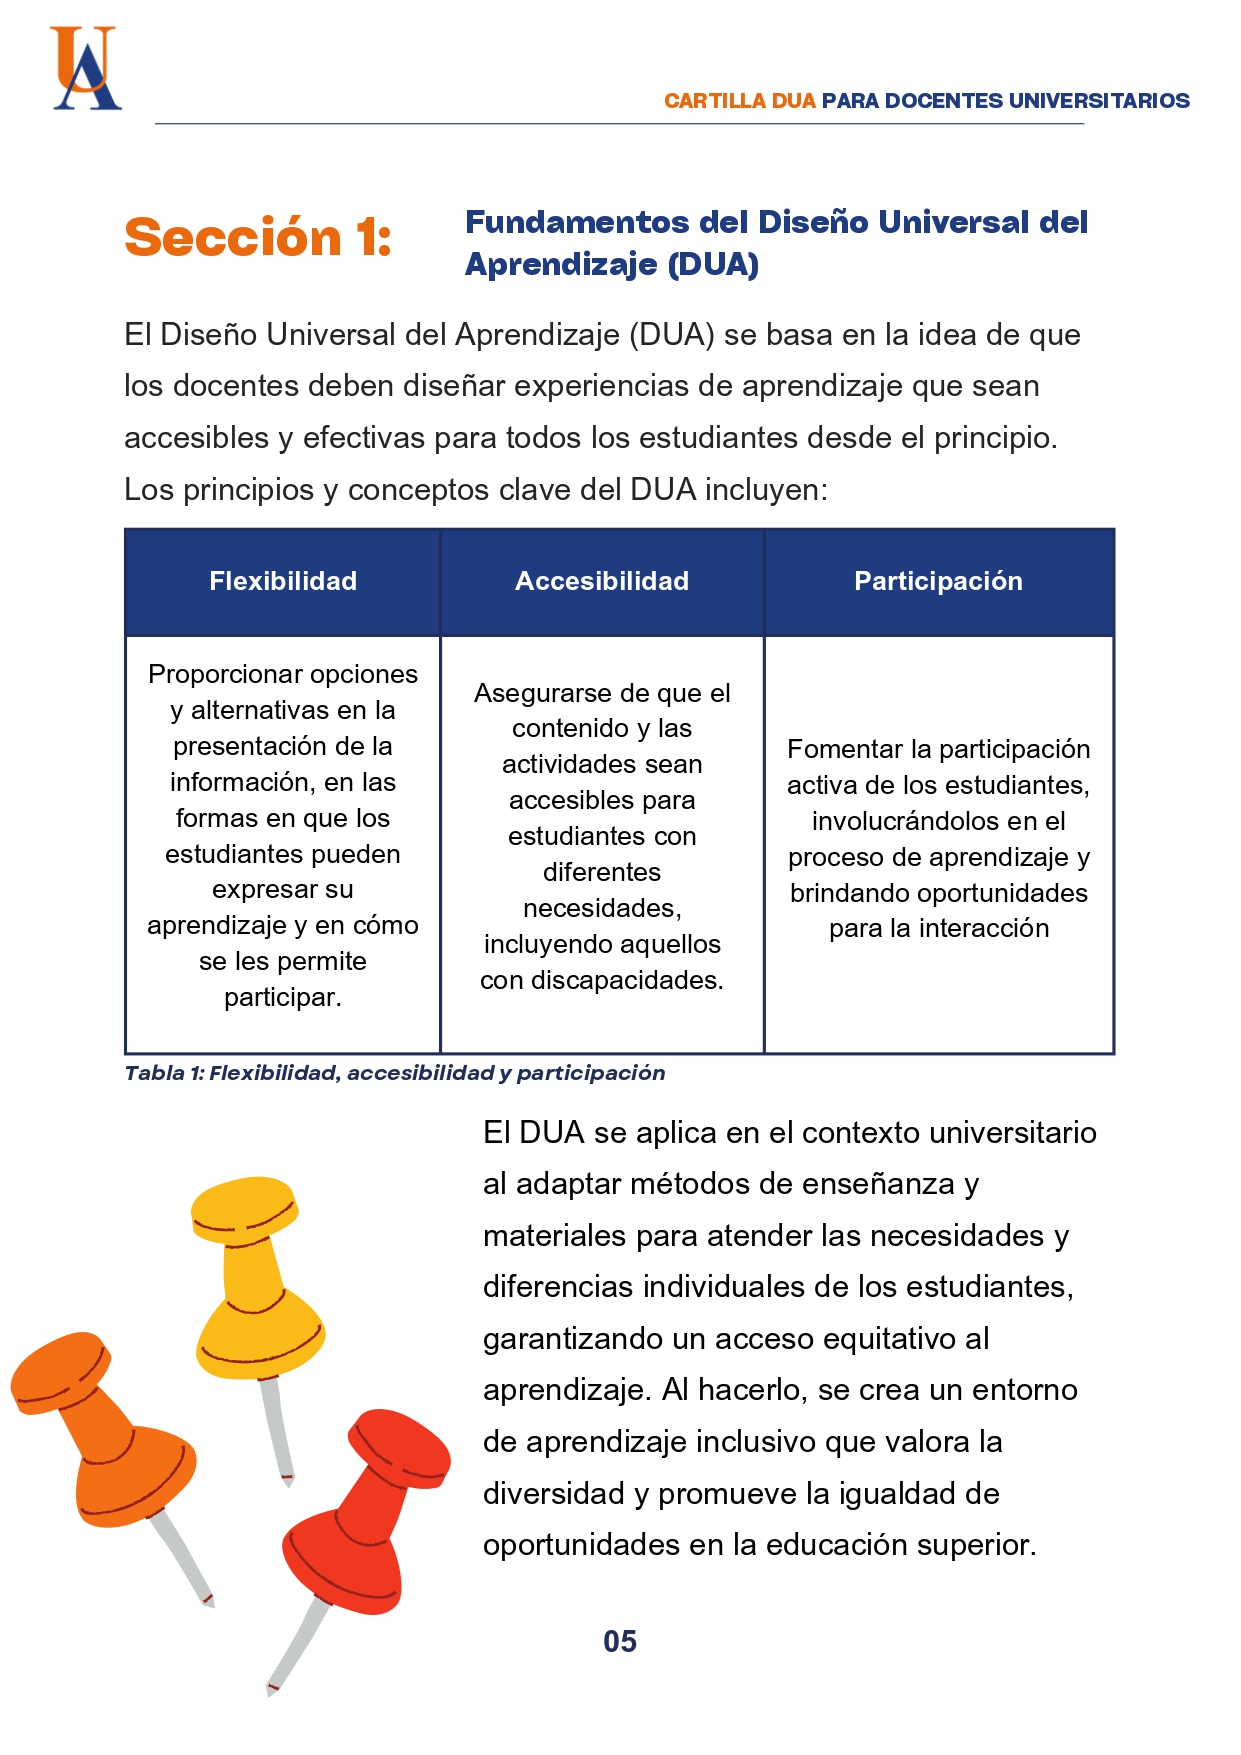 UA
CARTILLA DUA PARA DOCENTES UNIVERSITARIOS
Sección 1:
Fundamentos del Diseño Universal del
Aprendizaje (DUA)
El Diseño Universal del Aprendizaje (DUA) se basa en la idea de que
los docentes deben diseñar experiencias de aprendizaje que sean
accesibles y efectivas para todos los estudiantes desde el principio.
Los principios y conceptos clave del DUA incluyen:
Flexibilidad
Proporcionar opciones
y alternativas en la
presentación de la
información, en las
formas en que los
estudiantes pueden
expresar su
aprendizaje y en cómo
se les permite
participar.
Accesibilidad
Asegurarse de que el
contenido y las
actividades sean
accesibles para
estudiantes con
diferentes
necesidades,
incluyendo aquellos
con discapacidades.
Participación
Fomentar la participación
activa de los estudiantes,
involucrándolos en el
proceso de aprendizaje y
brindando oportunidades
para la interacción
Tabla 1: Flexibilidad, accesibilidad y participación
El DUA se aplica en el contexto universitario
al adaptar métodos de enseñanza y
materiales para atender las necesidades y
diferencias individuales de los estudiantes,
garantizando un acceso equitativo al
aprendizaje. Al hacerlo, se crea un entorno
de aprendizaje inclusivo que valora la
diversidad y promueve la igualdad de
oportunidades en la educación superior.
05